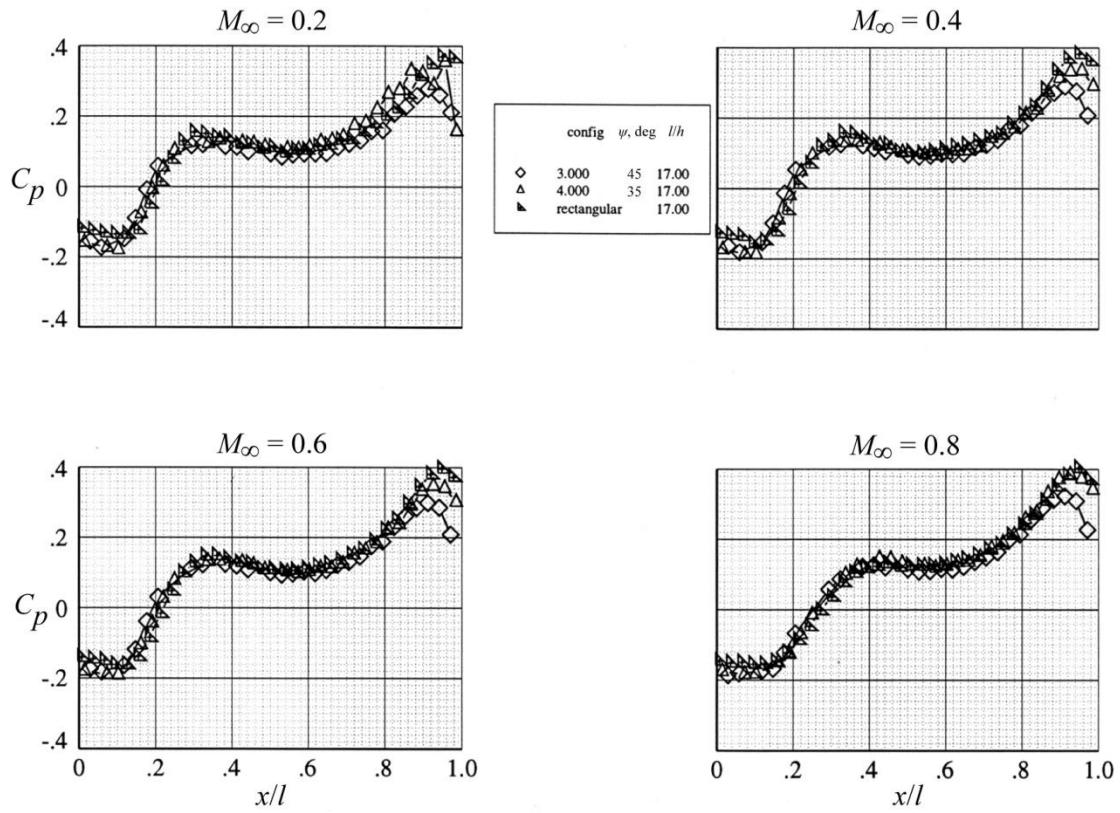 M∞ = 0.2
.4
.2
0
-.2
-.4
Cp
M∞ = 0.4
config ψ, deg l/h
3.000 45 17.00
4.000 35 17.00
rectangular 17.00
M∞ = 0.6
.4
.2
0
-.2
-.4
Cp
0 .2 .4 .6 .8 1.0
x/l
M∞ = 0.8
0 .2 .4 .6 .8 1.0
x/l